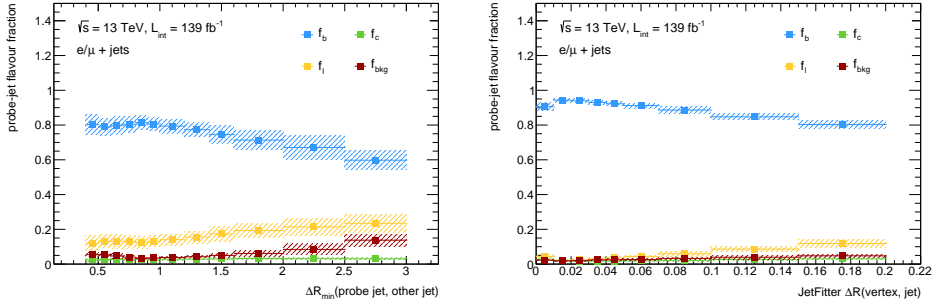 probe-jet flavour fraction
√s = 13 TeV, L_int = 139 fb⁻¹
e/μ + jets
f_b
f_c
f_l
f_bkg
1.4
1.2
1
0.8
0.6
0.4
0.2
0
0.5 1 1.5 2 2.5 3
ΔR_min(probe jet, other jet)
probe-jet flavour fraction
√s = 13 TeV, L_int = 139 fb⁻¹
e/μ + jets
f_b
f_c
f_l
f_bkg
1.4
1.2
1
0.8
0.6
0.4
0.2
0
0 0.02 0.04 0.06 0.08 0.1 0.12 0.14 0.16 0.18 0.2 0.22
JetFitter ΔR(vertex, jet)